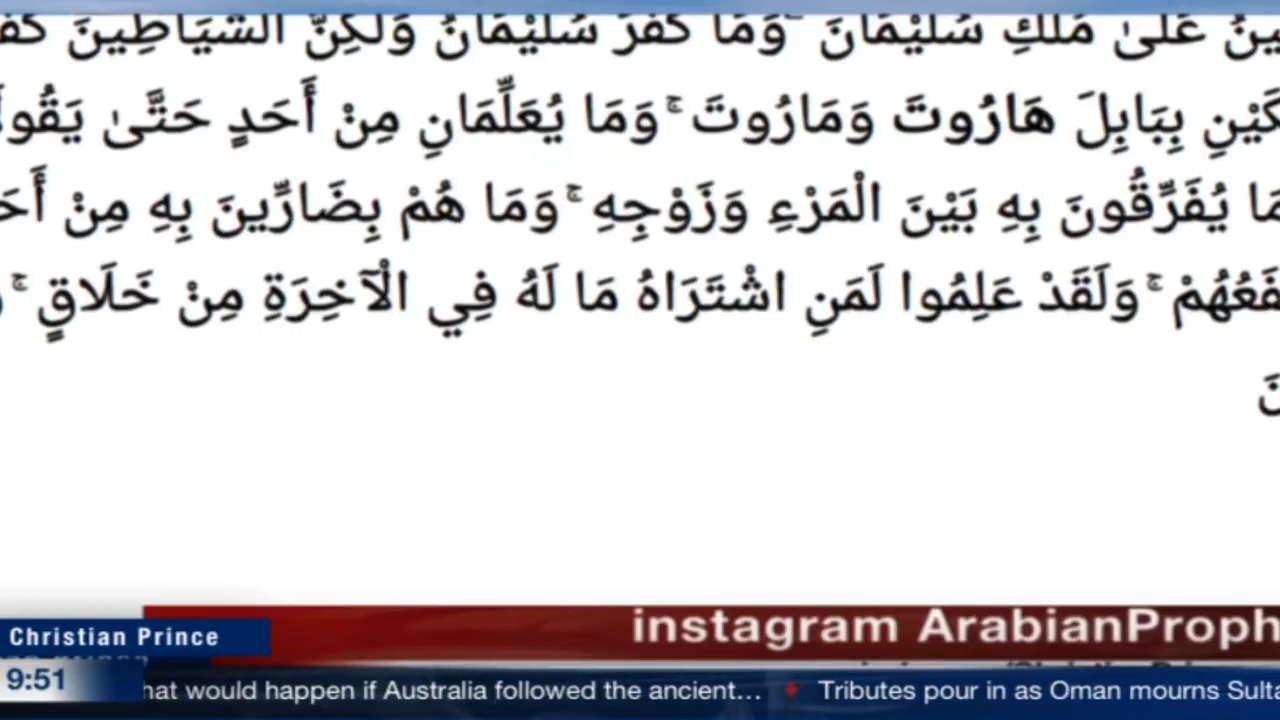 عَلَىٰ مُلْكِ سُلَيْمَانَ ۖ وَمَا كَفَرَ سُلَيْمَانُ وَلَٰكِنَّ الشَّيَاطِينَ
بِبَابِلَ هَارُوتَ وَمَارُوتَ ۚ وَمَا يُعَلِّمَانِ مِنْ أَحَدٍ حَتَّىٰ يَقُولَ
مَا يُفَرِّقُونَ بِهِ بَيْنَ الْمَرْءِ وَزَوْجِهِ ۚ وَمَا هُمْ بِضَارِّينَ بِهِ مِنْ أَحَ
فَعُهُمْ ۚ وَلَقَدْ عَلِمُوا لَمَنِ اشْتَرَاهُ مَا لَهُ فِي الْآخِرَةِ مِنْ خَلَاقٍ ۚ
نَ
instagram ArabianProph
Christian Prince
9:51
hat would happen if Australia followed the ancient... ♦ Tributes pour in as Oman mourns Sulta